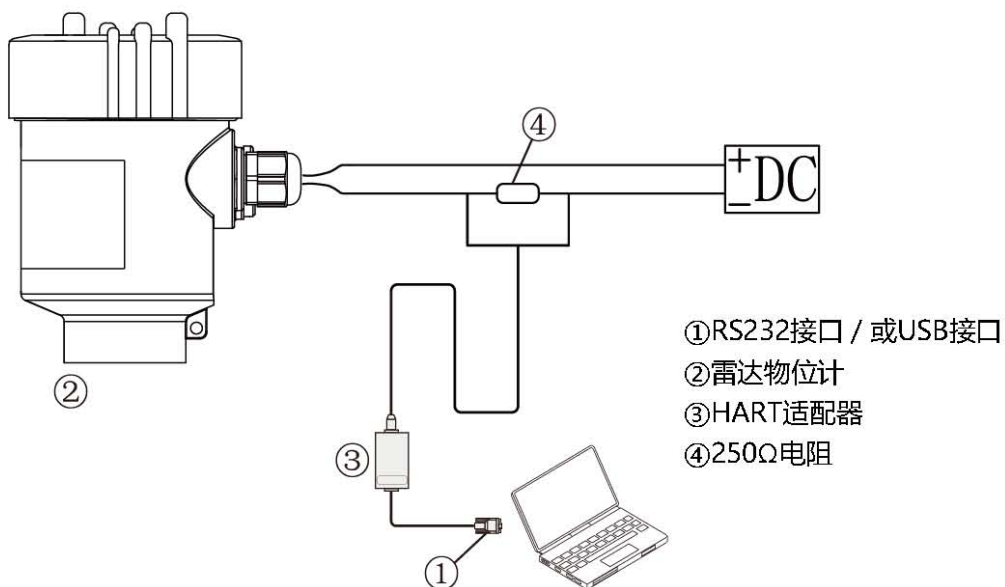 ④
+
DC
−
①RS232接口 / 或USB接口
②雷达物位计
②
③HART适配器
④250Ω电阻
③
①